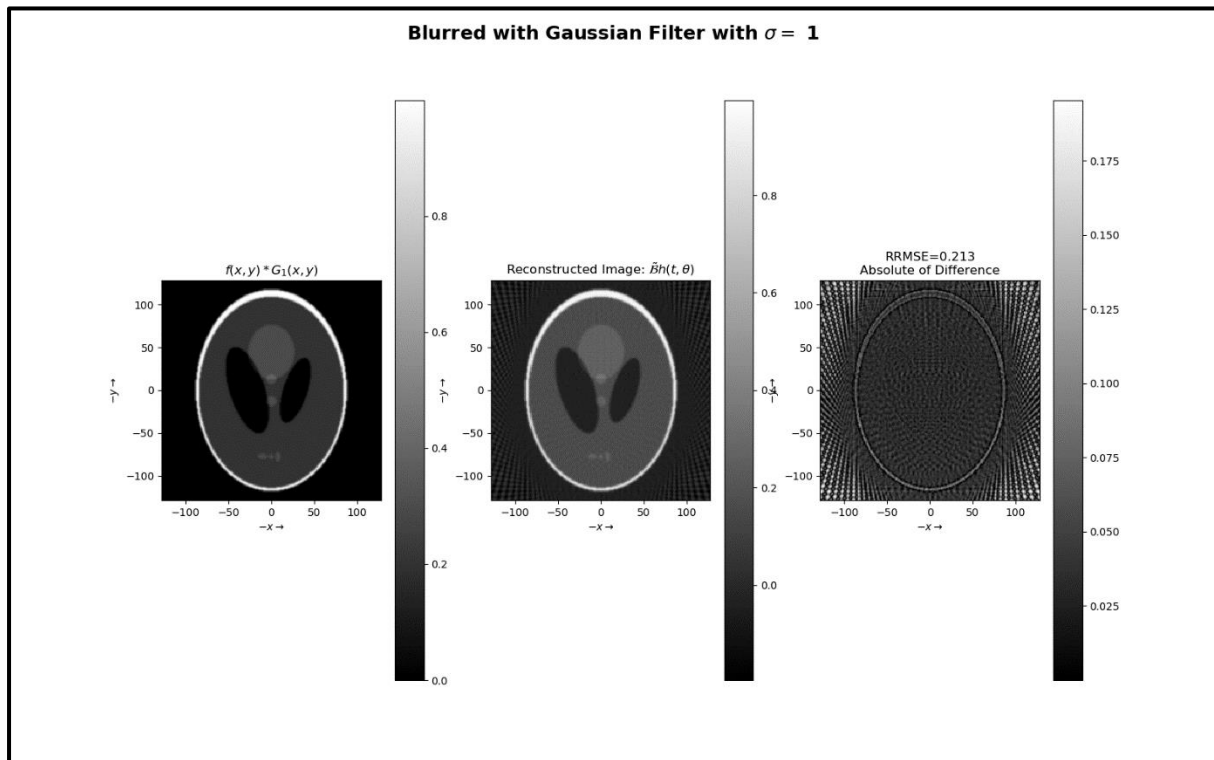 Blurred with Gaussian Filter with σ = 1
f(x, y) * G₁(x, y)
100
50
0
−50
−100
−y→
−100 −50 0 50 100
−x→
0.8
0.6
0.4
0.2
0.0
Reconstructed Image: B̃h(t, θ)
100
50
0
−50
−100
−y→
−100 −50 0 50 100
−x→
0.8
0.6
0.4
0.2
0.0
RRMSE=0.213
Absolute of Difference
100
50
0
−50
−100
−y→
−100 −50 0 50 100
−x→
0.175
0.150
0.125
0.100
0.075
0.050
0.025